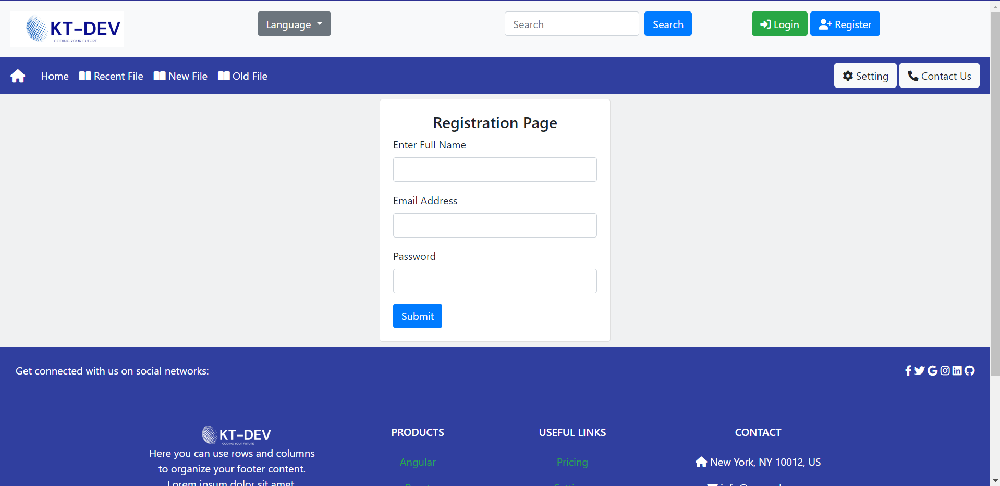 KT-DEV
CODING YOUR FUTURE
Language
Search
Search
Login
Register
Home
Recent File
New File
Old File
Setting
Contact Us
Registration Page
Enter Full Name
Email Address
Password
Submit
Get connected with us on social networks:
KT-DEV
CODING YOUR FUTURE
Here you can use rows and columns
to organize your footer content.
Lorem ipsum dolor sit amet
PRODUCTS
Angular
USEFUL LINKS
Pricing
CONTACT
New York, NY 10012, US